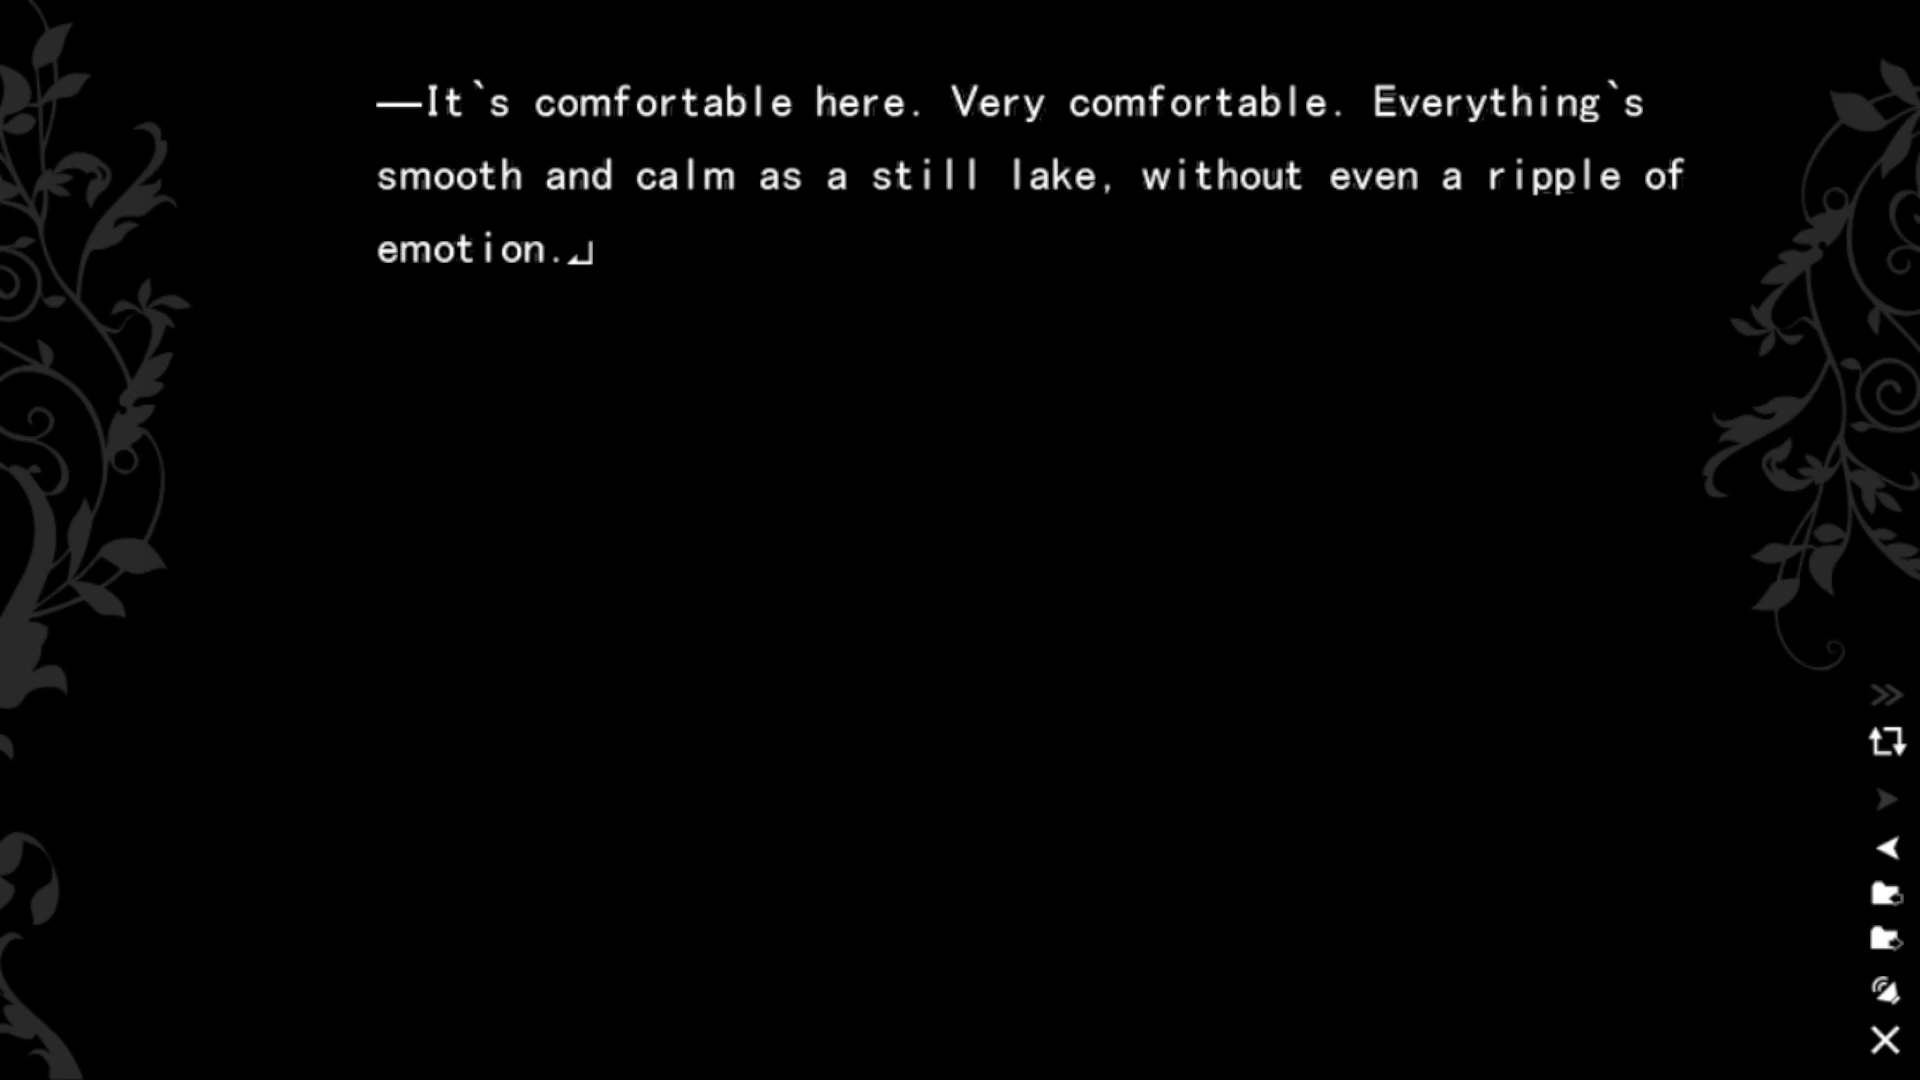 —It`s comfortable here. Very comfortable. Everything`s
smooth and calm as a still lake, without even a ripple of
emotion.